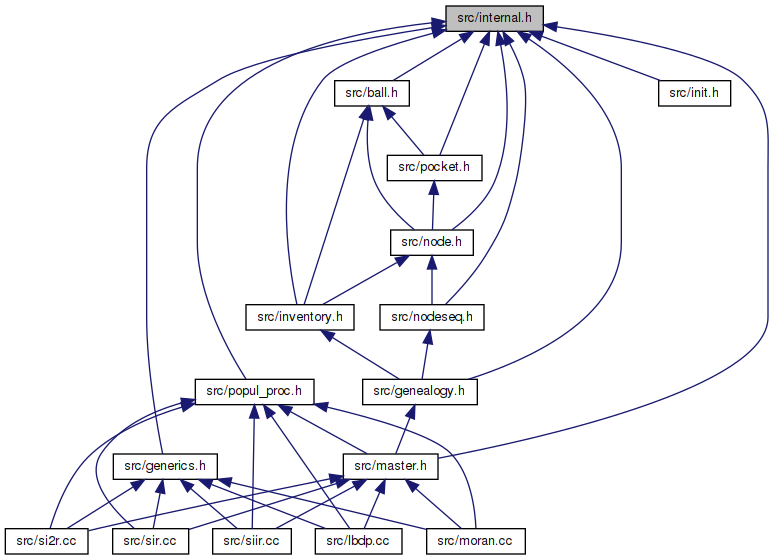 src/internal.h
src/ball.h
src/init.h
src/pocket.h
src/node.h
src/inventory.h
src/nodeseq.h
src/popul_proc.h
src/genealogy.h
src/generics.h
src/master.h
src/si2r.cc
src/sir.cc
src/siir.cc
src/lbdp.cc
src/moran.cc